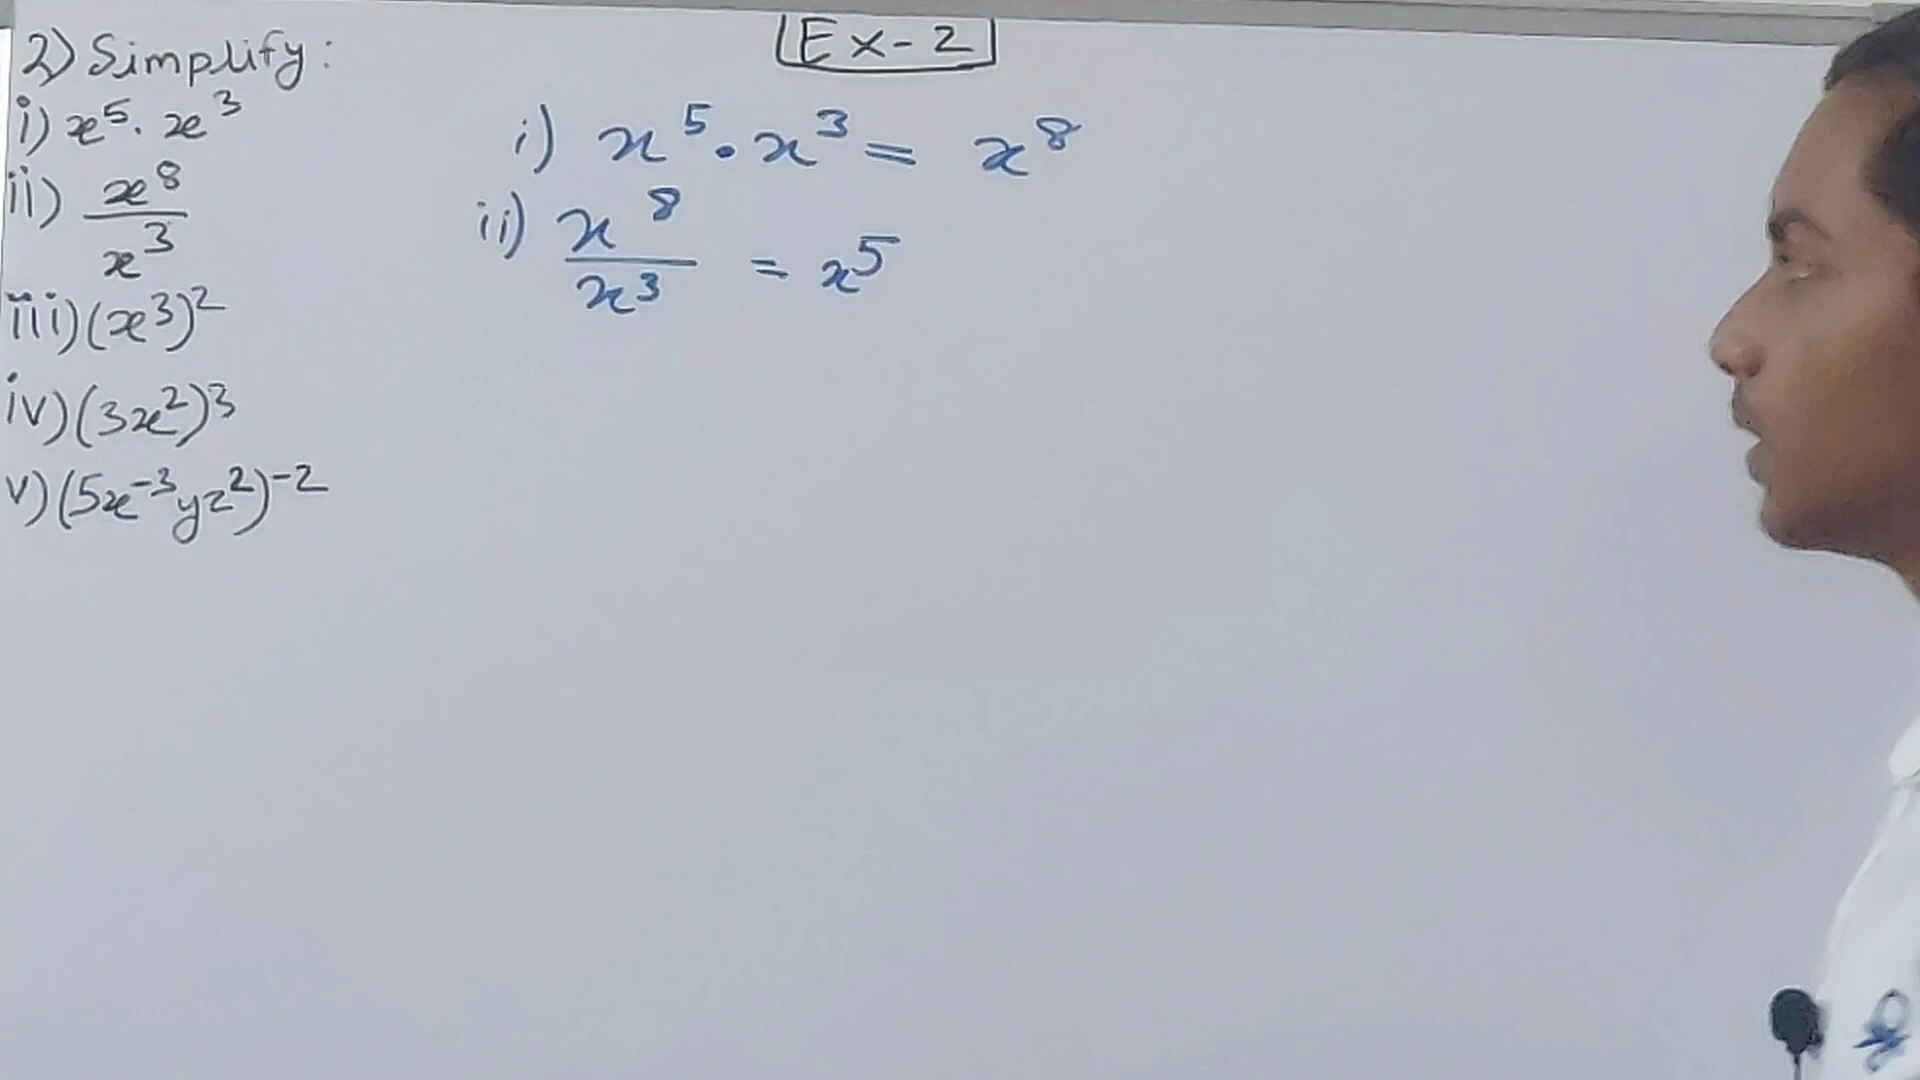 Ex-2
2) Simplify:
i) x⁵. x³
ii) x⁸/x³
iii) (x³)²
iv) (3x²)³
v) (5x⁻³yz²)⁻²
i) x⁵. x³ = x⁸
ii) x⁸/x³ = x⁵